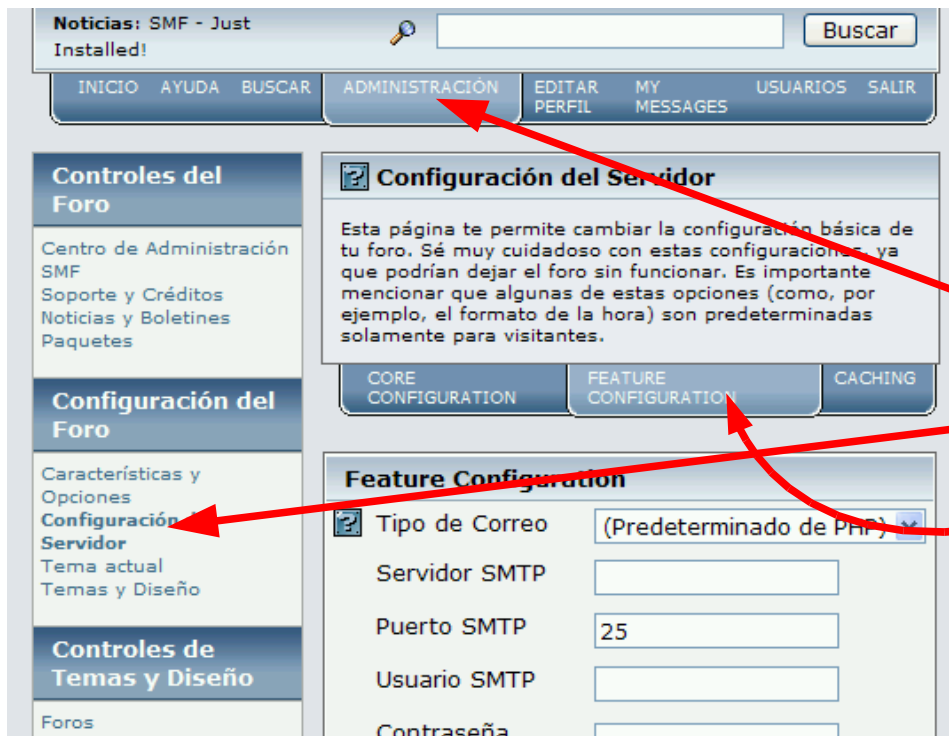 Noticias: SMF - Just
Installed!
Buscar
INICIO AYUDA BUSCAR ADMINISTRACIÓN EDITAR PERFIL MY MESSAGES USUARIOS SALIR
Controles del
Foro
Centro de Administración
SMF
Soporte y Créditos
Noticias y Boletines
Paquetes
Configuración del
Foro
Características y
Opciones
Configuración
Servidor
Tema actual
Temas y Diseño
Controles de
Temas y Diseño
Foros
Configuración del Servidor
Esta página te permite cambiar la configuración básica de
tu foro. Sé muy cuidadoso con estas configuraciones, ya
que podrían dejar el foro sin funcionar. Es importante
mencionar que algunas de estas opciones (como, por
ejemplo, el formato de la hora) son predeterminadas
solamente para visitantes.
CORE
CONFIGURATION
FEATURE
CONFIGURATION
CACHING
Feature Configuration
Tipo de Correo (Predeterminado de PHP)
Servidor SMTP
Puerto SMTP 25
Usuario SMTP
Contraseña